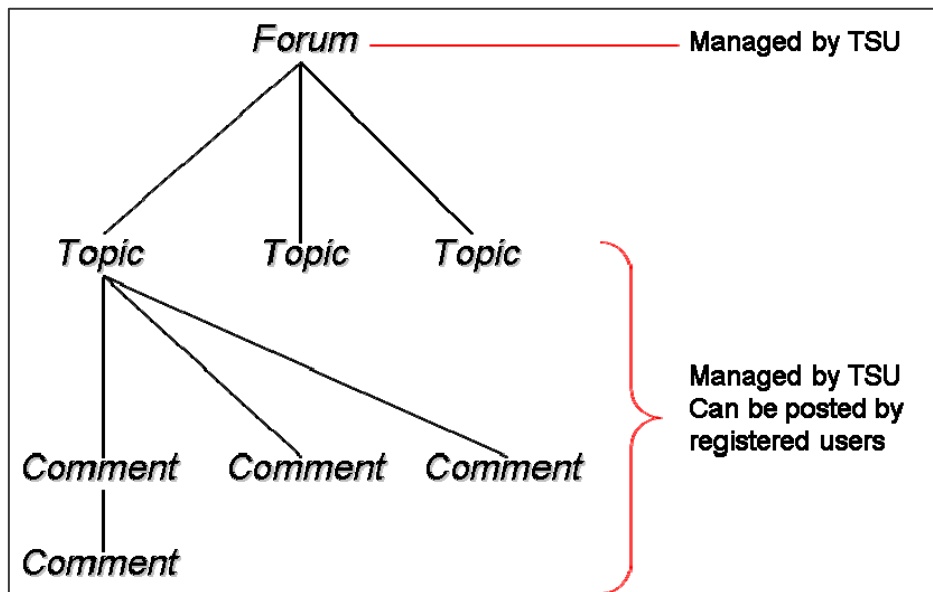 Forum
Managed by TSU
Topic Topic Topic
Managed by TSU
Can be posted by
registered users
Comment Comment Comment
Comment